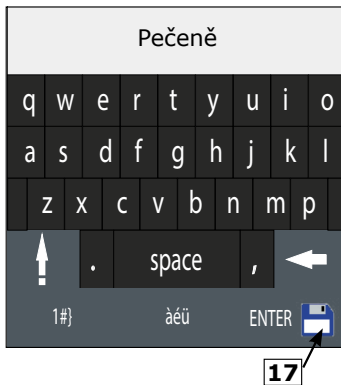 Pečeně
q w e r t y u i o
a s d f g h j k l
z x c v b n m p
. space ,
1#} àéü ENTER
17